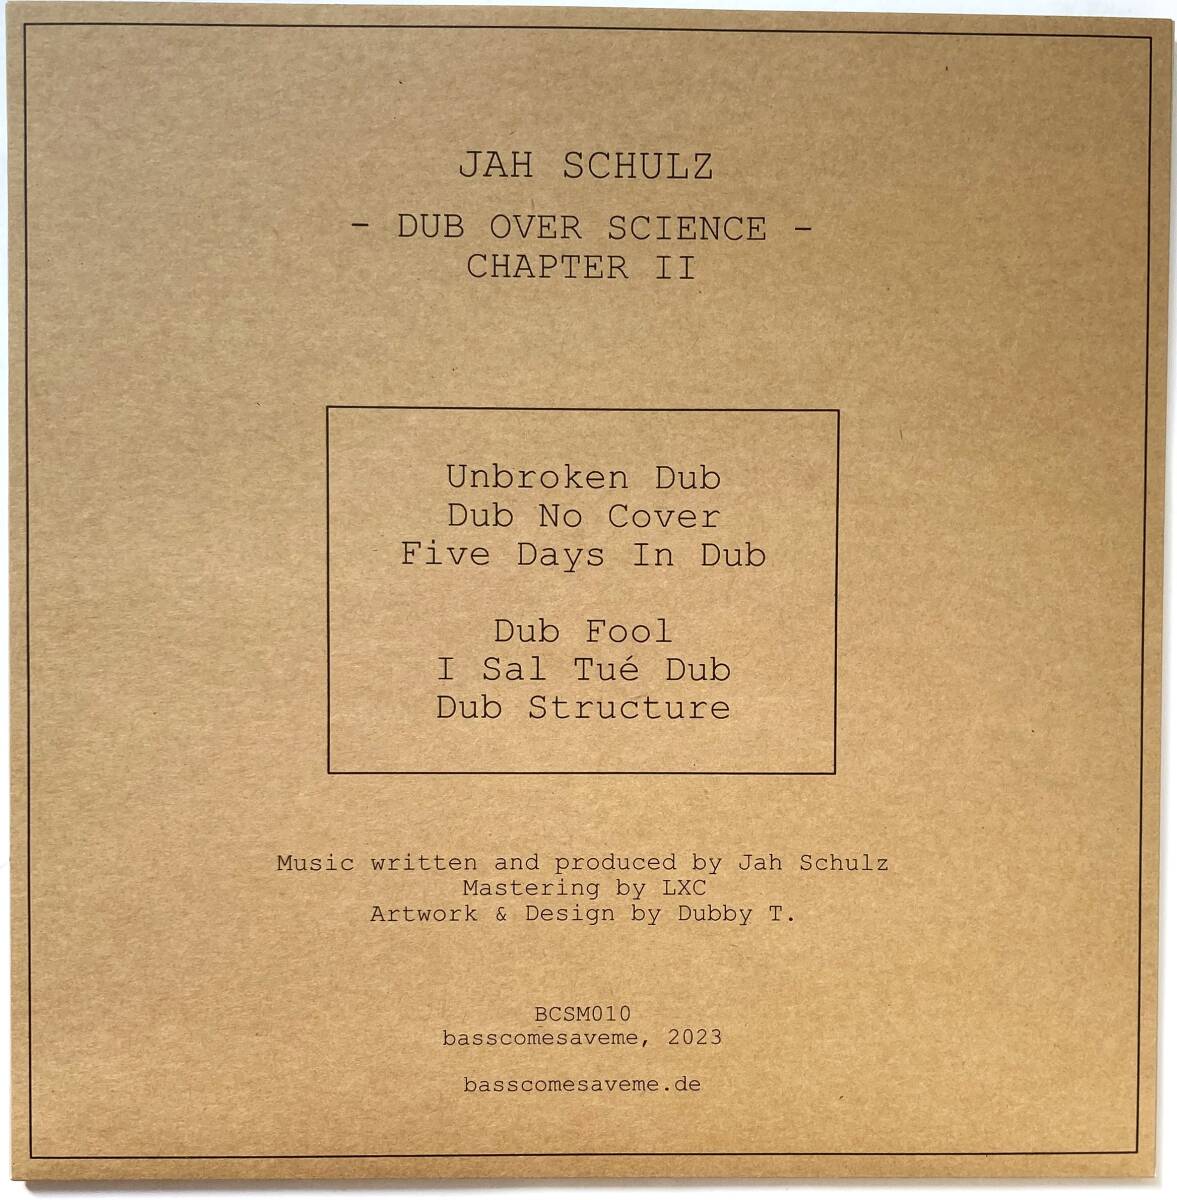 JAH SCHULZ
- DUB OVER SCIENCE -
CHAPTER II
Unbroken Dub
Dub No Cover
Five Days In Dub
Dub Fool
I Sal Tué Dub
Dub Structure
Music written and produced by Jah Schulz
Mastering by LXC
Artwork & Design by Dubby T.
BCSM010
basscomesaveme, 2023
basscomesaveme.de